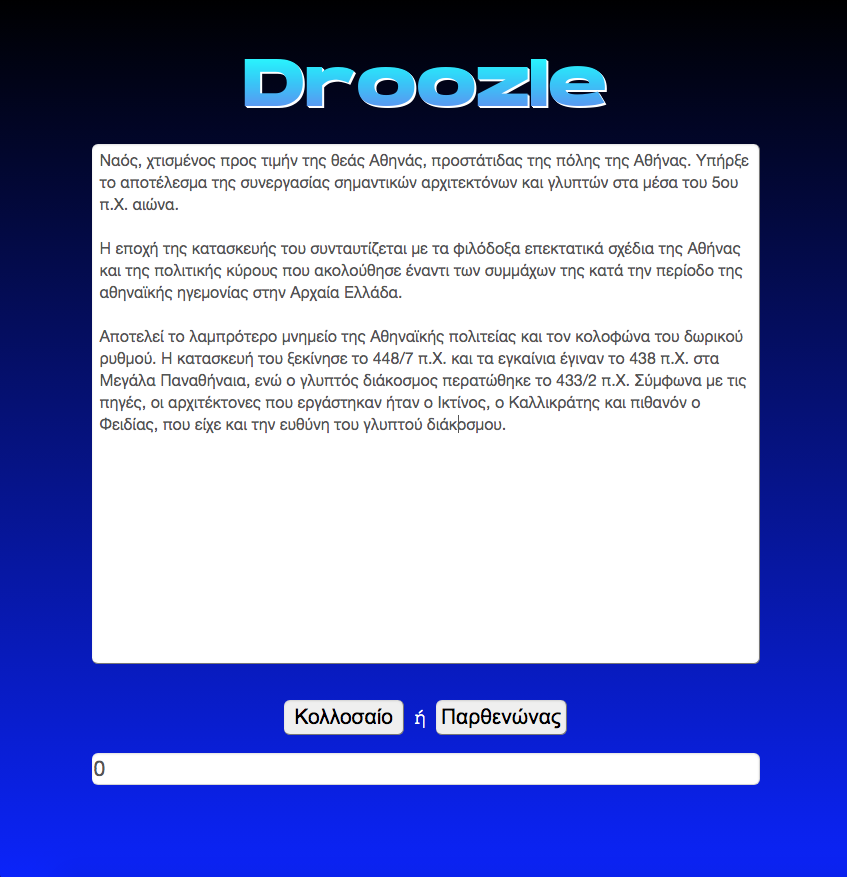 Droozle
Ναός, χτισμένος προς τιμήν της θεάς Αθηνάς, προστάτιδας της πόλης της Αθήνας. Υπήρξε
το αποτέλεσμα της συνεργασίας σημαντικών αρχιτεκτόνων και γλυπτών στα μέσα του 5ου
π.Χ. αιώνα.
Η εποχή της κατασκευής του συνταυτίζεται με τα φιλόδοξα επεκτατικά σχέδια της Αθήνας
και της πολιτικής κύρους που ακολούθησε έναντι των συμμάχων της κατά την περίοδο της
αθηναϊκής ηγεμονίας στην Αρχαία Ελλάδα.
Αποτελεί το λαμπρότερο μνημείο της Αθηναϊκής πολιτείας και τον κολοφώνα του δωρικού
ρυθμού. Η κατασκευή του ξεκίνησε το 448/7 π.Χ. και τα εγκαίνια έγιναν το 438 π.Χ. στα
Μεγάλα Παναθήναια, ενώ ο γλυπτός διάκοσμος περατώθηκε το 433/2 π.Χ. Σύμφωνα με τις
πηγές, οι αρχιτέκτονες που εργάστηκαν ήταν ο Ικτίνος, ο Καλλικράτης και πιθανόν ο
Φειδίας, που είχε και την ευθύνη του γλυπτού διάκοσμου.
Κολλοσαίο ή Παρθενώνας
0